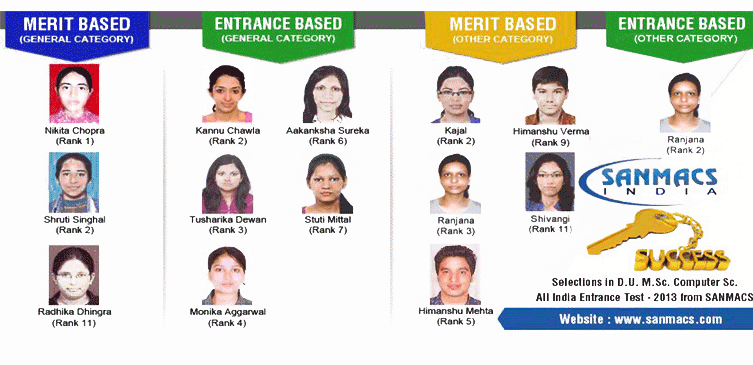 MERIT BASED
(GENERAL CATEGORY)
ENTRANCE BASED
(GENERAL CATEGORY)
MERIT BASED
(OTHER CATEGORY)
ENTRANCE BASED
(OTHER CATEGORY)
Nikita Chopra
(Rank 1)
Shruti Singhal
(Rank 2)
Radhika Dhingra
(Rank 11)
Kannu Chawla
(Rank 2)
Aakanksha Sureka
(Rank 6)
Tusharika Dewan
(Rank 3)
Stuti Mittal
(Rank 7)
Monika Aggarwal
(Rank 4)
Kajal
(Rank 2)
Himanshu Verma
(Rank 9)
Ranjana
(Rank 3)
Shivangi
(Rank 11)
Himanshu Mehta
(Rank 5)
Ranjana
(Rank 2)
SANMACS
INDIA
SUCCESS
Selections in D.U. M.Sc. Computer Sc.
All India Entrance Test - 2013 from SANMACS
Website : www.sanmacs.com